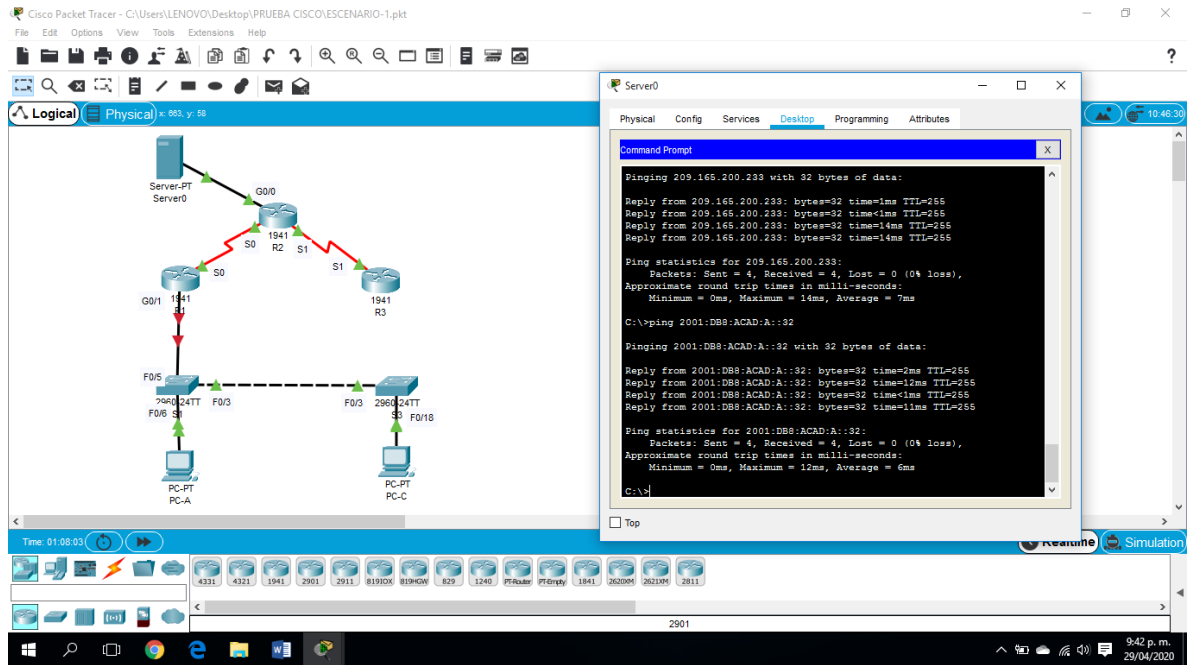 Cisco Packet Tracer - C:\Users\LENOVO\Desktop\PRUEBA CISCO\ESCENARIO-1.pkt
File Edit Options View Tools Extensions Help
?
Logical Physical x: 663, y: 58
10:46:30
Server-PT
Server0
G0/0
1941
R2
S0
S1
S0
S1
G0/1
1941
R1
1941
R3
F0/5
2960-24TT
F0/3
F0/6
S1
F0/3
2960-24TT
S3
F0/18
PC-PT
PC-A
PC-PT
PC-C
Server0
Physical Config Services Desktop Programming Attributes
Command Prompt
X
Pinging 209.165.200.233 with 32 bytes of data:
Reply from 209.165.200.233: bytes=32 time=1ms TTL=255
Reply from 209.165.200.233: bytes=32 time<1ms TTL=255
Reply from 209.165.200.233: bytes=32 time=14ms TTL=255
Reply from 209.165.200.233: bytes=32 time=14ms TTL=255
Ping statistics for 209.165.200.233:
Packets: Sent = 4, Received = 4, Lost = 0 (0% loss),
Approximate round trip times in milli-seconds:
Minimum = 0ms, Maximum = 14ms, Average = 7ms
C:\>ping 2001:DB8:ACAD:A::32
Pinging 2001:DB8:ACAD:A::32 with 32 bytes of data:
Reply from 2001:DB8:ACAD:A::32: bytes=32 time=2ms TTL=255
Reply from 2001:DB8:ACAD:A::32: bytes=32 time=12ms TTL=255
Reply from 2001:DB8:ACAD:A::32: bytes=32 time<1ms TTL=255
Reply from 2001:DB8:ACAD:A::32: bytes=32 time=11ms TTL=255
Ping statistics for 2001:DB8:ACAD:A::32:
Packets: Sent = 4, Received = 4, Lost = 0 (0% loss),
Approximate round trip times in milli-seconds:
Minimum = 0ms, Maximum = 12ms, Average = 6ms
C:\>
Top
Time: 01:08:03
Realtime Simulation
4331 4321 1941 2901 2911 819IOX 819HGW 829 1240 PT-Router PT-Empty 1841 2620XM 2621XM 2811
2901
9:42 p. m.
29/04/2020